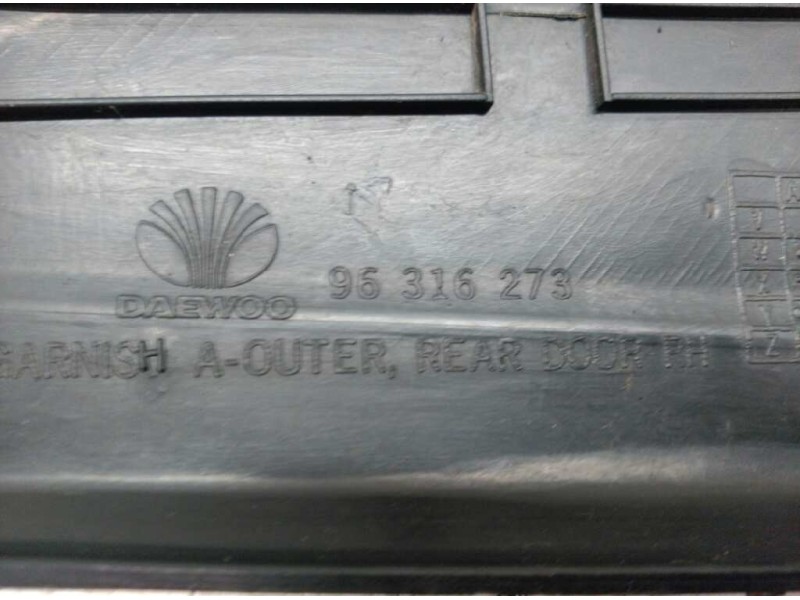 DAEWOO 96 316 273
GARNISH A-OUTER, REAR DOOR RH